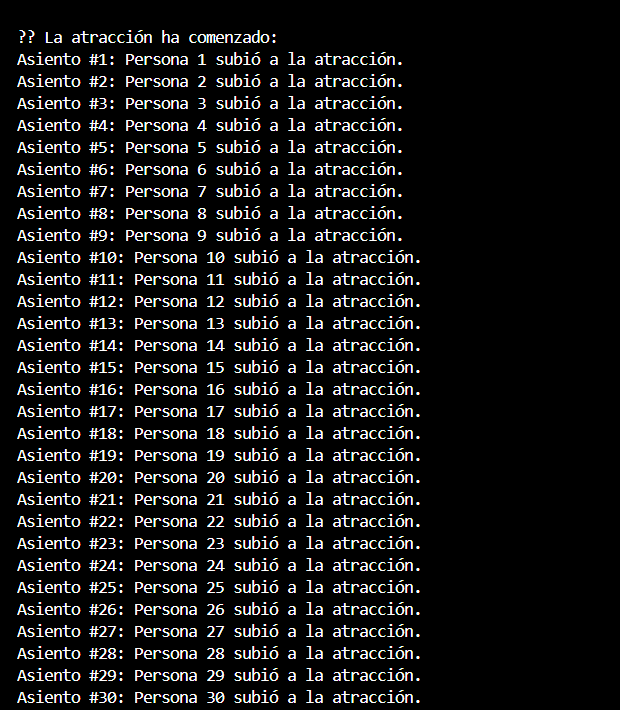 ?? La atracción ha comenzado:
Asiento #1: Persona 1 subió a la atracción.
Asiento #2: Persona 2 subió a la atracción.
Asiento #3: Persona 3 subió a la atracción.
Asiento #4: Persona 4 subió a la atracción.
Asiento #5: Persona 5 subió a la atracción.
Asiento #6: Persona 6 subió a la atracción.
Asiento #7: Persona 7 subió a la atracción.
Asiento #8: Persona 8 subió a la atracción.
Asiento #9: Persona 9 subió a la atracción.
Asiento #10: Persona 10 subió a la atracción.
Asiento #11: Persona 11 subió a la atracción.
Asiento #12: Persona 12 subió a la atracción.
Asiento #13: Persona 13 subió a la atracción.
Asiento #14: Persona 14 subió a la atracción.
Asiento #15: Persona 15 subió a la atracción.
Asiento #16: Persona 16 subió a la atracción.
Asiento #17: Persona 17 subió a la atracción.
Asiento #18: Persona 18 subió a la atracción.
Asiento #19: Persona 19 subió a la atracción.
Asiento #20: Persona 20 subió a la atracción.
Asiento #21: Persona 21 subió a la atracción.
Asiento #22: Persona 22 subió a la atracción.
Asiento #23: Persona 23 subió a la atracción.
Asiento #24: Persona 24 subió a la atracción.
Asiento #25: Persona 25 subió a la atracción.
Asiento #26: Persona 26 subió a la atracción.
Asiento #27: Persona 27 subió a la atracción.
Asiento #28: Persona 28 subió a la atracción.
Asiento #29: Persona 29 subió a la atracción.
Asiento #30: Persona 30 subió a la atracción.